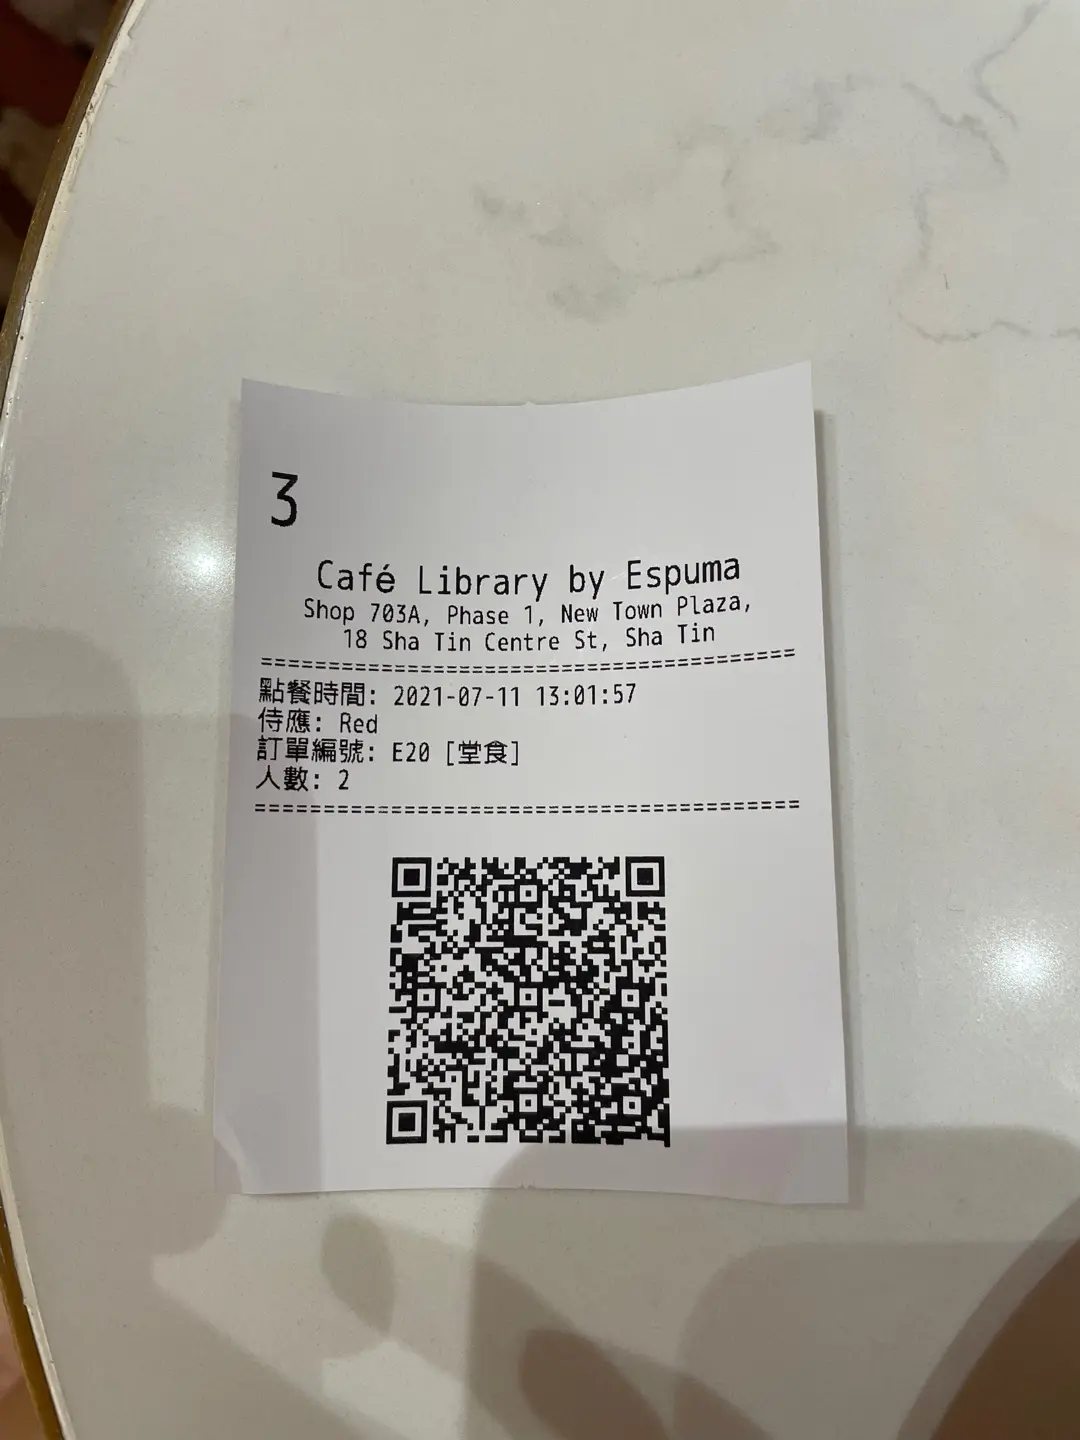 3
Café Library by Espuma
Shop 703A, Phase 1, New Town Plaza,
18 Sha Tin Centre St, Sha Tin
========================================
點餐時間: 2021-07-11 13:01:57
侍應: Red
訂單編號: E20 [堂食]
人數: 2
========================================